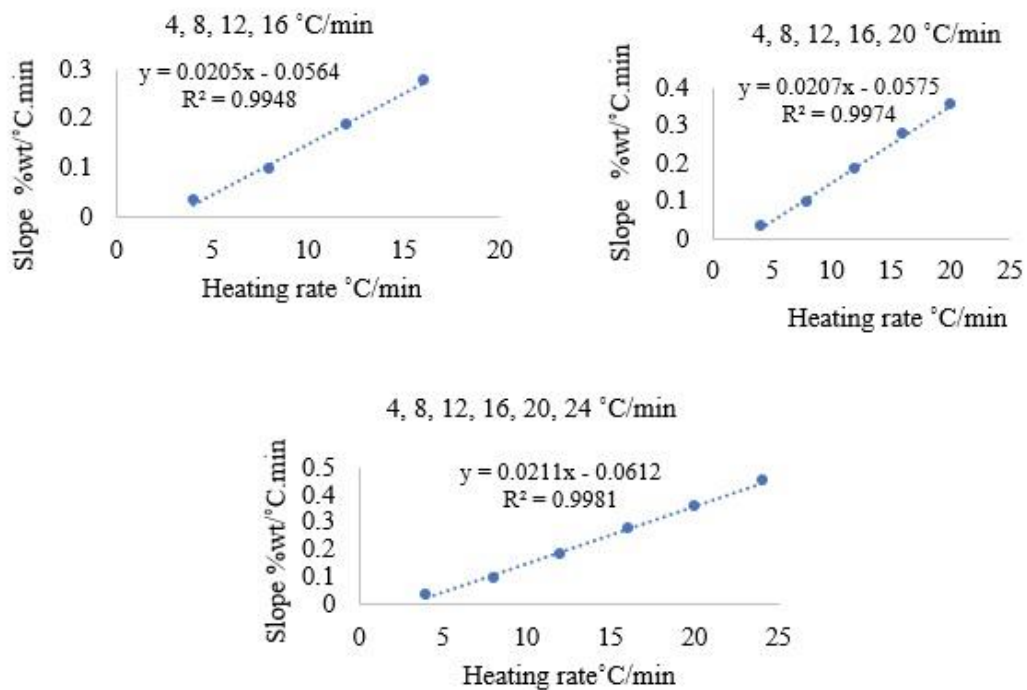 4, 8, 12, 16 ˚C/min
y = 0.0205x - 0.0564
R² = 0.9948
0.3
0.2
0.1
0
0 5 10 15 20
Slope %wt/˚C.min
Heating rate ˚C/min
4, 8, 12, 16, 20 ˚C/min
y = 0.0207x - 0.0575
R² = 0.9974
0.4
0.3
0.2
0.1
0
0 5 10 15 20 25
Slope %wt/˚C.min
Heating rate ˚C/min
4, 8, 12, 16, 20, 24 ˚C/min
y = 0.0211x - 0.0612
R² = 0.9981
0.5
0.4
0.3
0.2
0.1
0
0 5 10 15 20 25
Slope %wt/˚C.min
Heating rate˚C/min